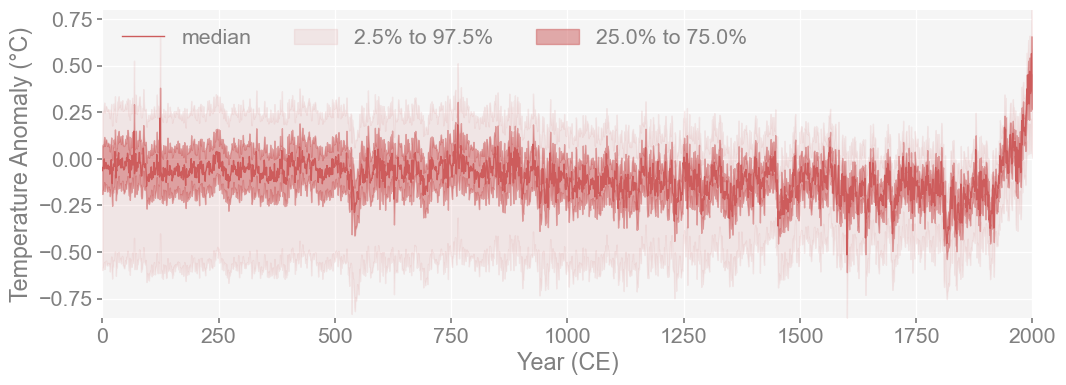 Temperature Anomaly (°C)
0.75
0.50
0.25
0.00
−0.25
−0.50
−0.75
median
2.5% to 97.5%
25.0% to 75.0%
0 250 500 750 1000 1250 1500 1750 2000
Year (CE)